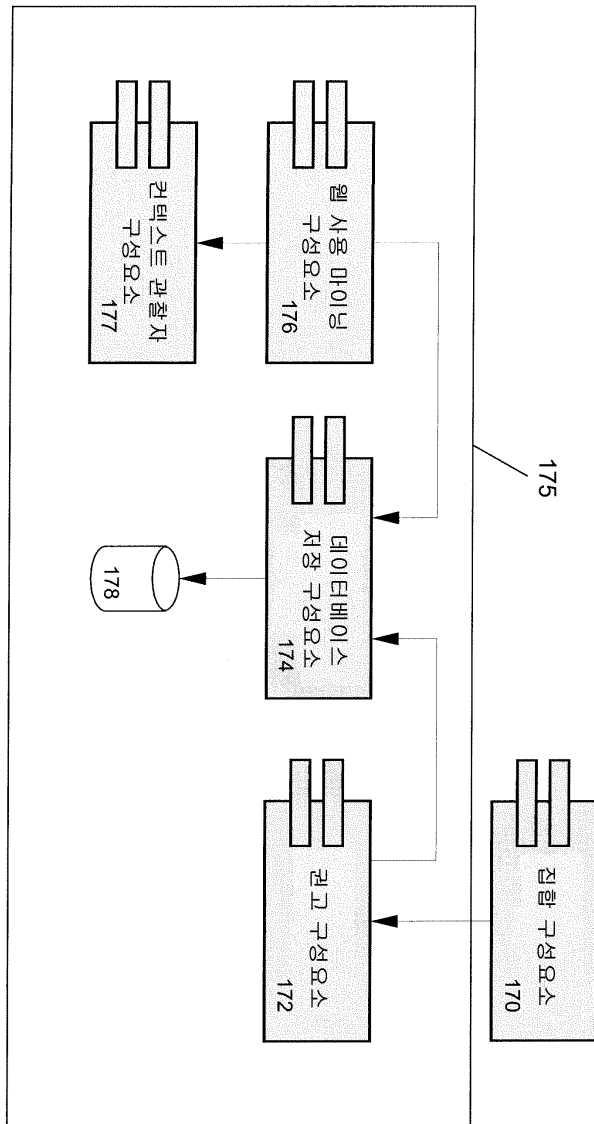 175
집합 구성요소
170
웹 사용 마이닝
구성요소
176
데이터베이스
저장 구성요소
174
권고 구성요소
172
컨텍스트 관찰자
구성요소
177
178